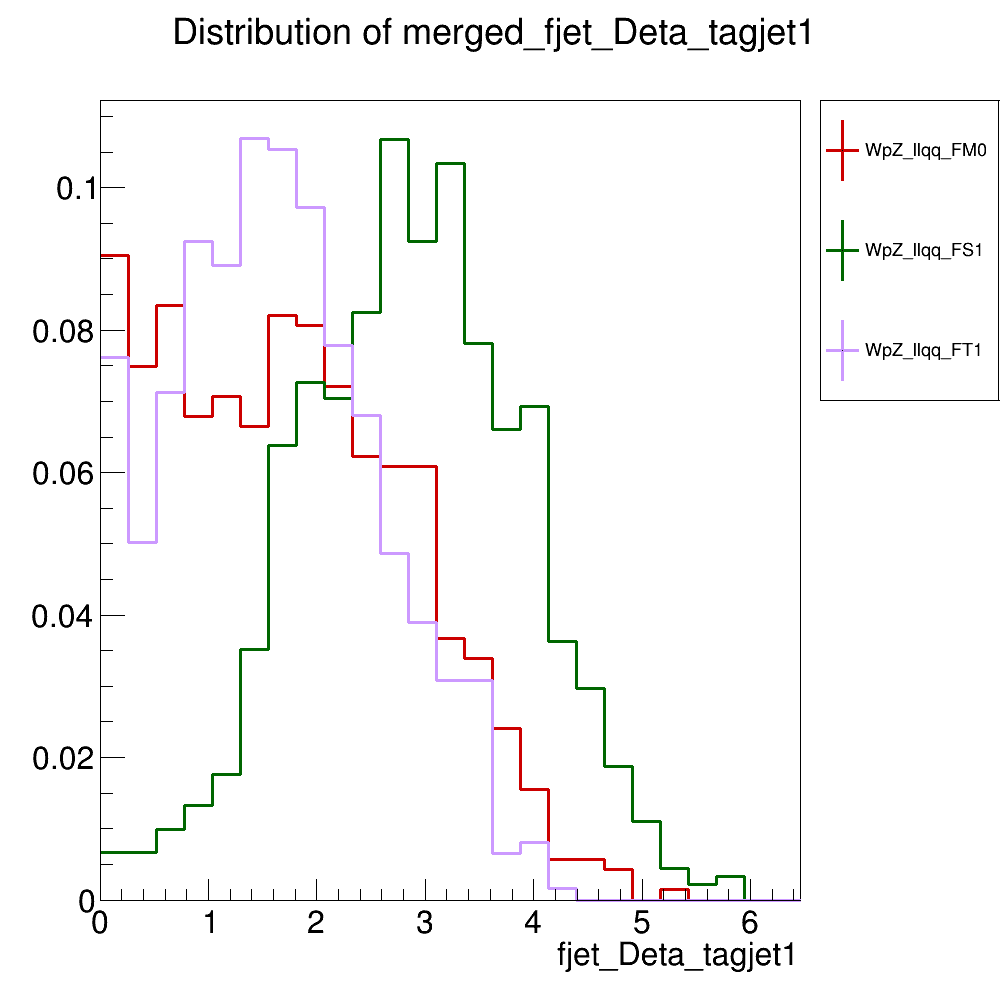 Distribution of merged_fjet_Deta_tagjet1
WpZ_llqq_FM0
WpZ_llqq_FS1
WpZ_llqq_FT1
0.1
0.08
0.06
0.04
0.02
0
0 1 2 3 4 5 6
fjet_Deta_tagjet1